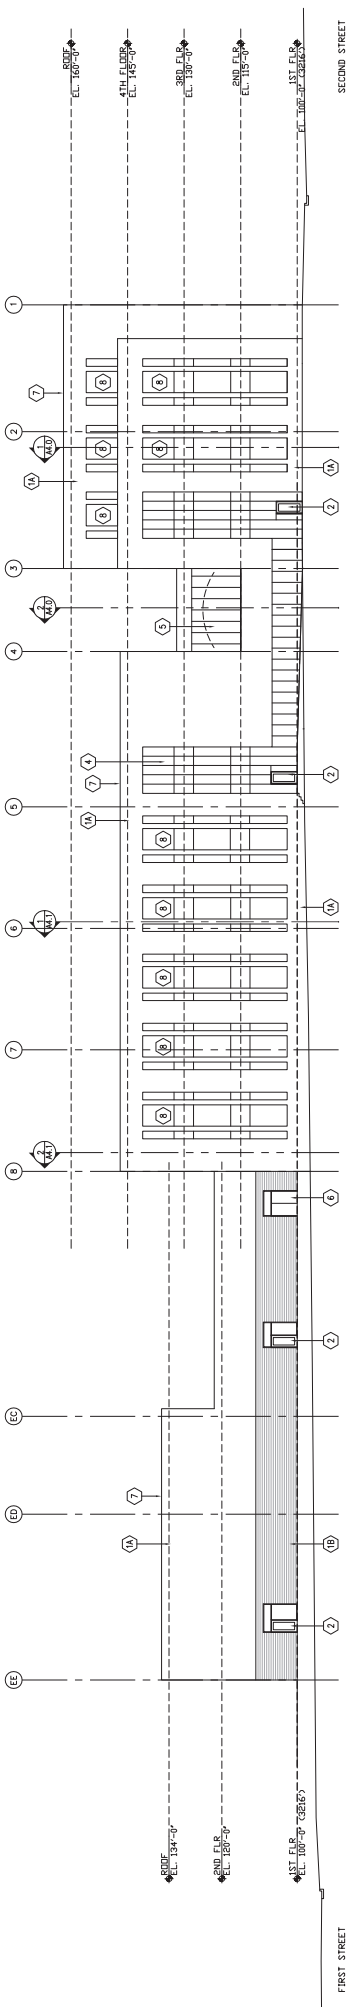 EE
ED
EC
8
7
6
5
4
3
2
1
2
A4.1
1
A4.1
2
A4.0
1
A4.0
1A
7
ROOF
EL. 160'-0"
4TH FLOOR
EL. 145'-0"
3RD FLR
EL. 130'-0"
2ND FLR
EL. 115'-0"
1ST FLR
EL. 100'-0" (3216')
1A
7
4
8
8
8
1A
7
5
8
8
8
8
8
8
8
ROOF
EL. 134'-0"
2ND FLR
EL. 120'-0"
1ST FLR
EL. 100'-0" (3216')
2
1B
2
6
1A
2
2
1A
FIRST STREET
SECOND STREET